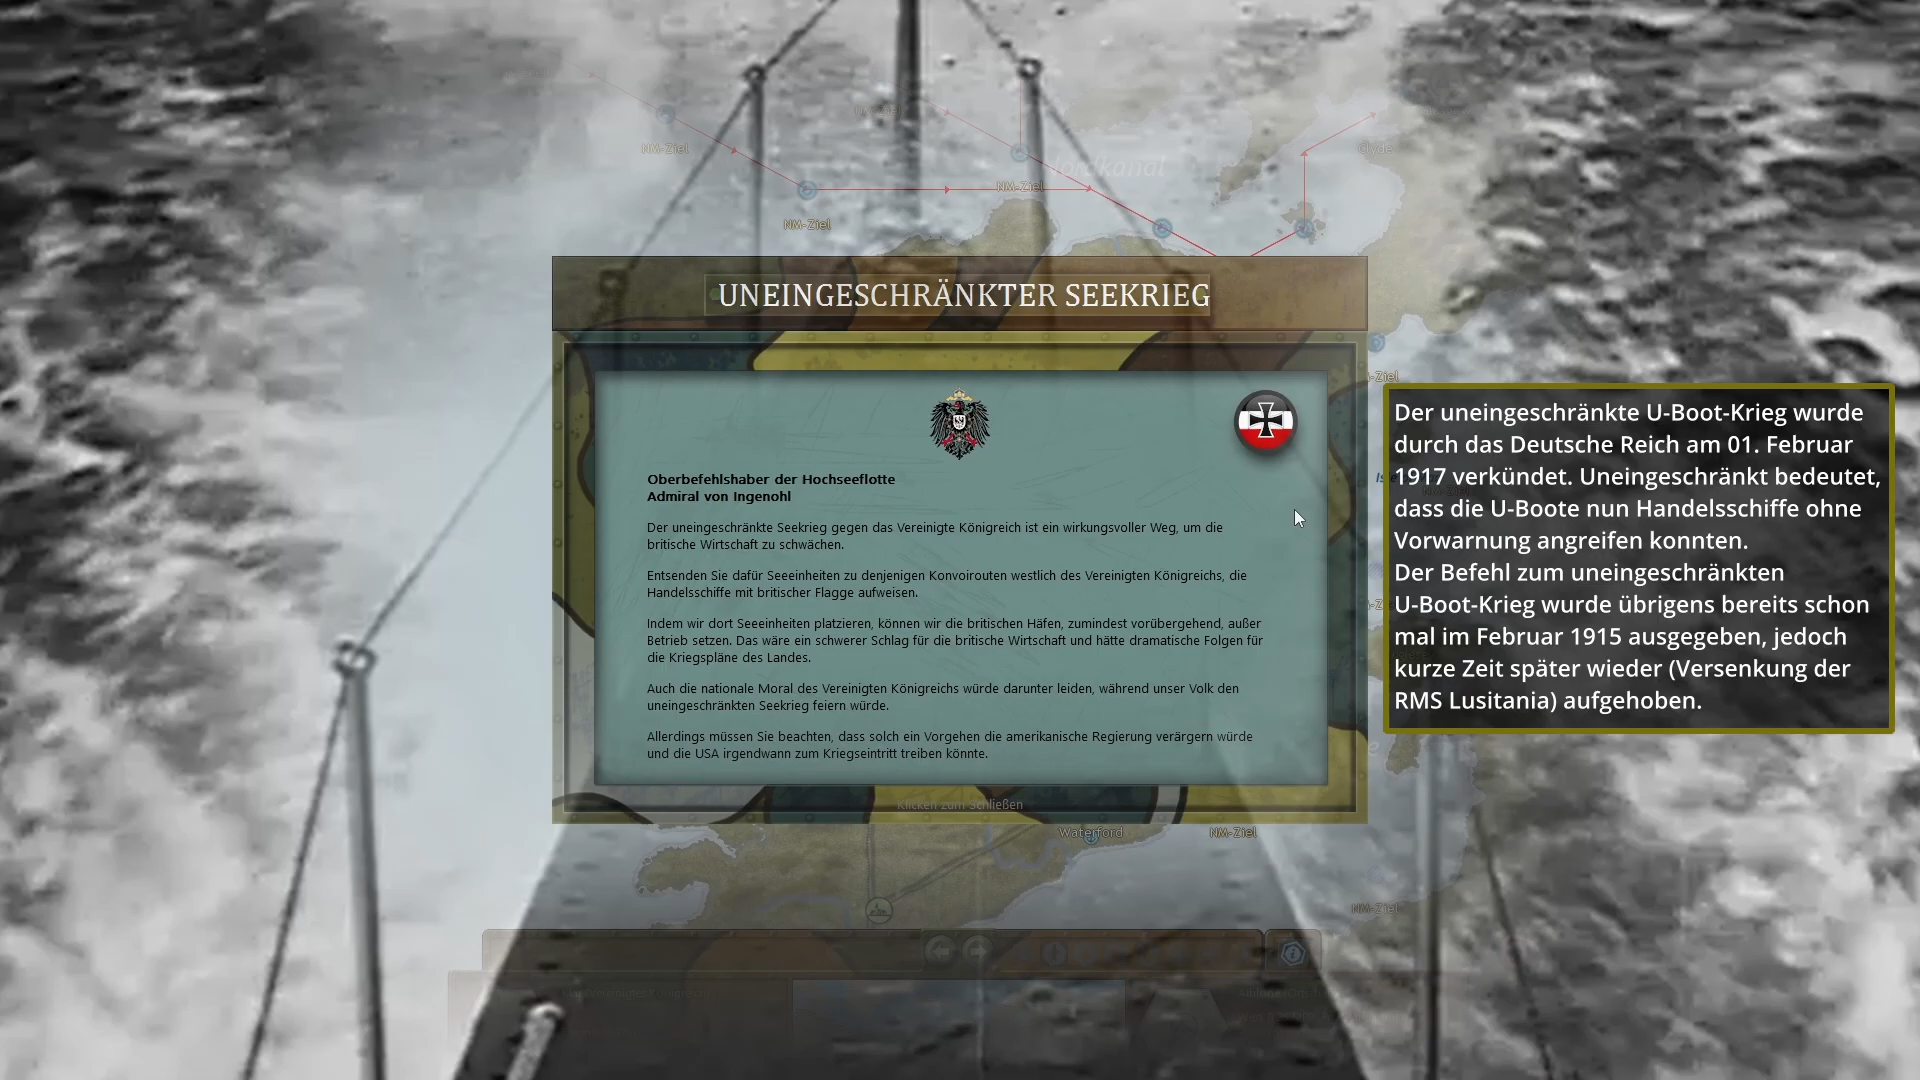 NM-Ziel
Nordkanal
Clyde
NM-Ziel
NM-Ziel
NM-Ziel
UNEINGESCHRÄNKTER SEEKRIEG
Oberbefehlshaber der Hochseeflotte
Admiral von Ingenohl
Der uneingeschränkte Seekrieg gegen das Vereinigte Königreich ist ein wirkungsvoller Weg, um die
britische Wirtschaft zu schwächen.
Entsenden Sie dafür Seeeinheiten zu denjenigen Konvoirouten westlich des Vereinigten Königreichs, die
Handelsschiffe mit britischer Flagge aufweisen.
Indem wir dort Seeeinheiten platzieren, können wir die britischen Häfen, zumindest vorübergehend, außer
Betrieb setzen. Das wäre ein schwerer Schlag für die britische Wirtschaft und hätte dramatische Folgen für
die Kriegspläne des Landes.
Auch die nationale Moral des Vereinigten Königreichs würde darunter leiden, während unser Volk den
uneingeschränkten Seekrieg feiern würde.
Allerdings müssen Sie beachten, dass solch ein Vorgehen die amerikanische Regierung verärgern würde
und die USA irgendwann zum Kriegseintritt treiben könnte.
Klicken zum Schließen
Der uneingeschränkte U-Boot-Krieg wurde
durch das Deutsche Reich am 01. Februar
1917 verkündet. Uneingeschränkt bedeutet,
dass die U-Boote nun Handelsschiffe ohne
Vorwarnung angreifen konnten.
Der Befehl zum uneingeschränkten
U-Boot-Krieg wurde übrigens bereits schon
mal im Februar 1915 ausgegeben, jedoch
kurze Zeit später wieder (Versenkung der
RMS Lusitania) aufgehoben.
Waterford
NM-Ziel
NM-Ziel